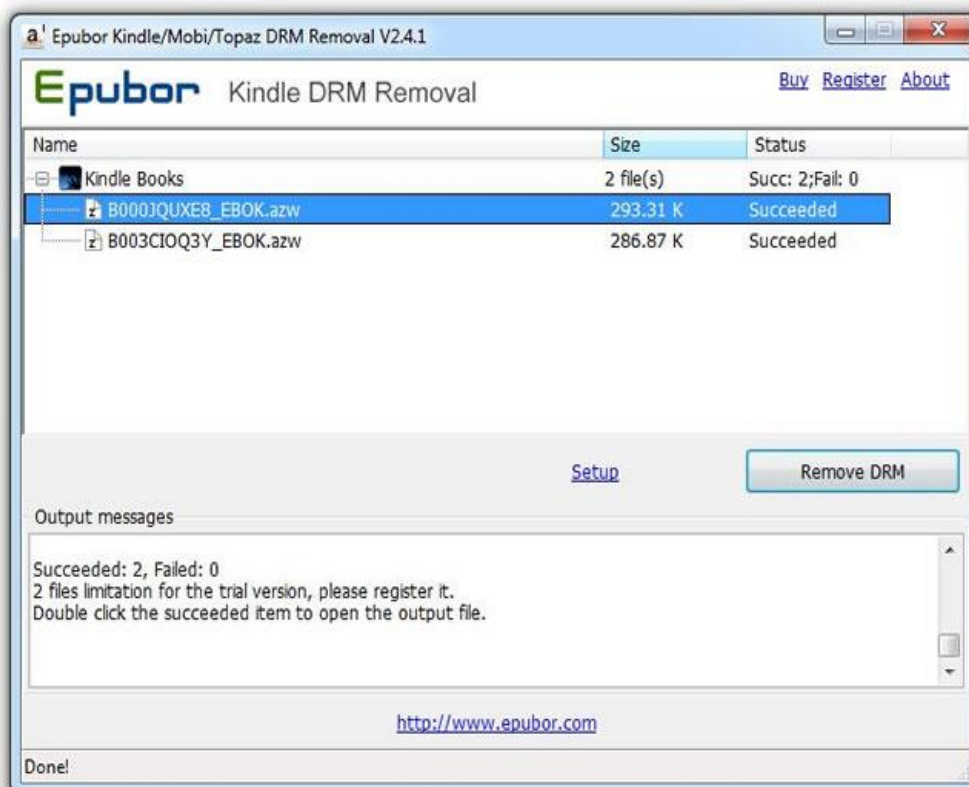 Epubor Kindle/Mobi/Topaz DRM Removal V2.4.1
Epubor Kindle DRM Removal
Buy Register About
Name Size Status
Kindle Books 2 file(s) Succ: 2;Fail: 0
B000JQUXE8_EBOK.azw 293.31 K Succeeded
B003CIOQ3Y_EBOK.azw 286.87 K Succeeded
Setup Remove DRM
Output messages
Succeeded: 2, Failed: 0
2 files limitation for the trial version, please register it.
Double click the succeeded item to open the output file.
http://www.epubor.com
Done!